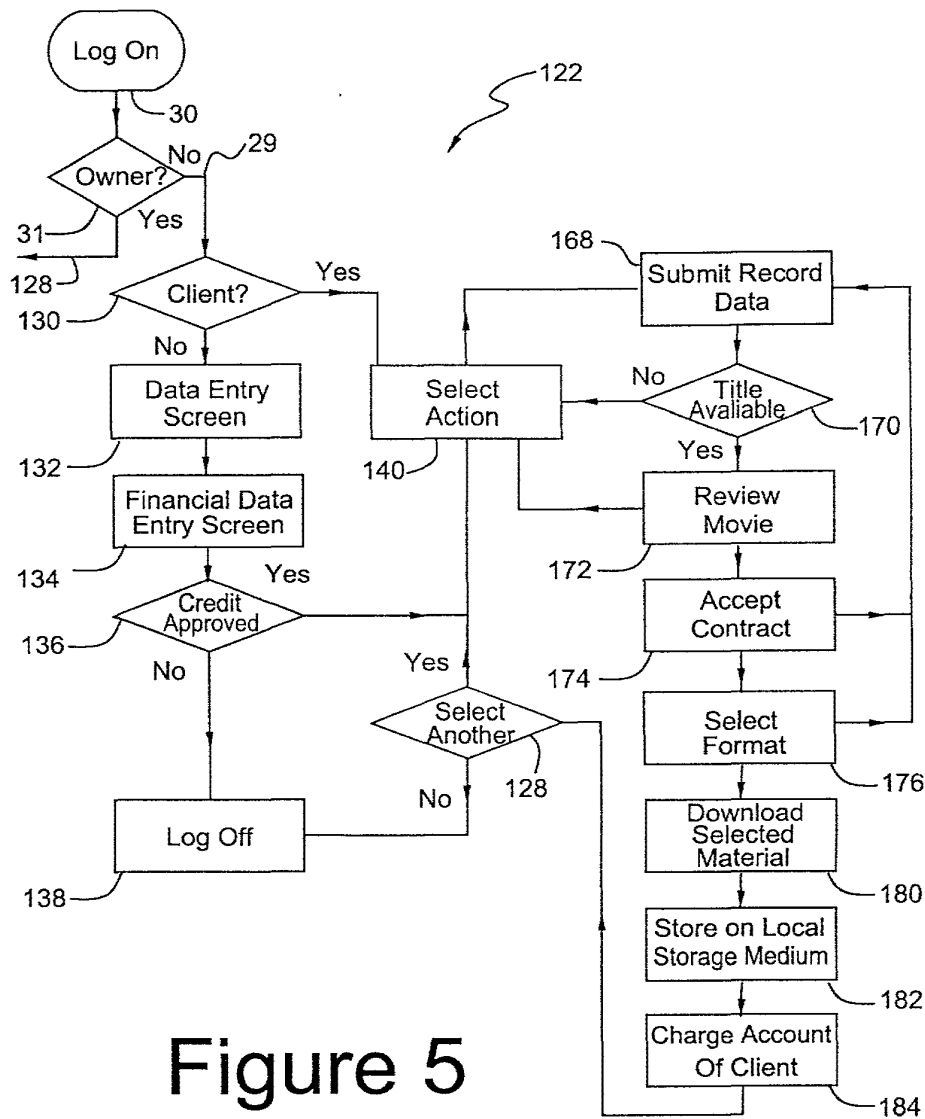 Log On
122
30
No
29
Owner?
31
Yes
128
168
Submit Record
Data
Yes
Client?
130
No
No
Title
Avaliable
170
Data Entry
Screen
132
Select
Action
140
Yes
Review
Movie
172
Financial Data
Entry Screen
134
Yes
Credit
Approved
136
No
Accept
Contract
174
Yes
Select
Another
128
No
Select
Format
176
Log Off
138
Download
Selected
Material
180
Store on Local
Storage Medium
182
Charge Account
Of Client
184
Figure 5